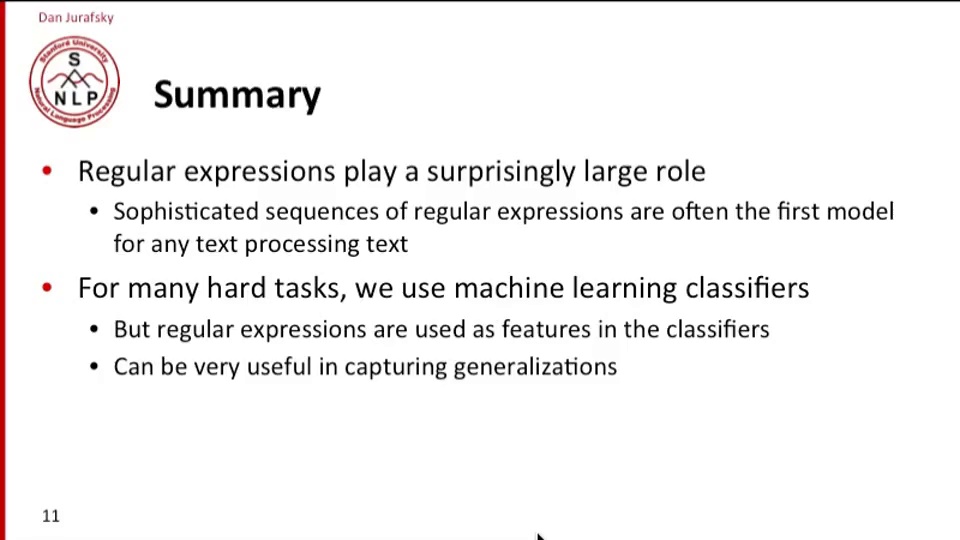 Dan Jurafsky
Stanford University
S
NLP
Natural Language Processing
Summary
• Regular expressions play a surprisingly large role
• Sophisticated sequences of regular expressions are often the first model
for any text processing text
• For many hard tasks, we use machine learning classifiers
• But regular expressions are used as features in the classifiers
• Can be very useful in capturing generalizations
11